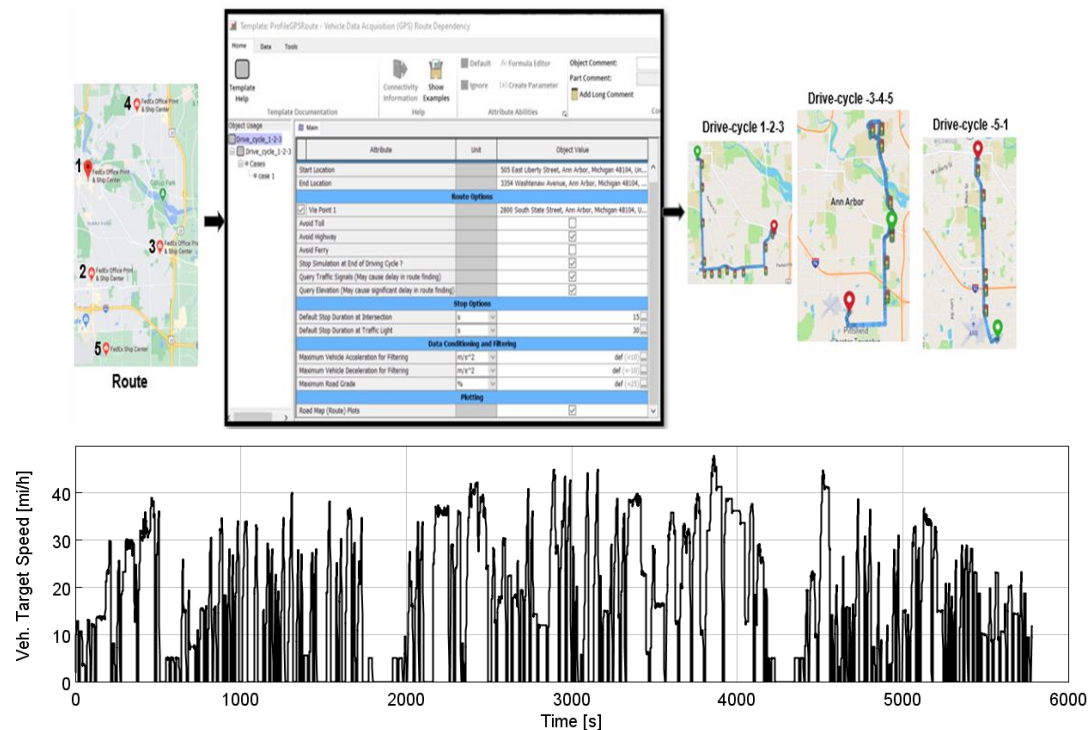 Template: ProfileGPSRoute - Vehicle Data Acquisition (GPS) Route Dependency
Home Data Tools
Template Help
Connectivity Information
Show Examples
Default
Ignore
Formula Editor
Create Parameter
Object Comment:
Part Comment:
Add Long Comment
Template Documentation
Help
Attribute Abilities
Object Usage
Main
Drive_cycle_1-2-3
Drive_cycle_1-2-3
Cases
case 1
Attribute Unit Object Value
Start Location 505 East Liberty Street, Ann Arbor, Michigan 48104, Un...
End Location 3354 Washtenaw Avenue, Ann Arbor, Michigan 48104, ...
Route Options
Vie Point 1 2800 South State Street, Ann Arbor, Michigan 48104, U...
Avoid Toll
Avoid Highway
Avoid Ferry
Stop Simulation at End of Driving Cycle ?
Query Traffic Signals (May cause delay in route finding)
Query Elevation (May cause significant delay in route finding)
Stop Options
Default Stop Duration at Intersection s 15
Default Stop Duration at Traffic Light s 30
Data Conditioning and Filtering
Maximum Vehicle Acceleration for Filtering m/s^2 def (=10)
Maximum Vehicle Deceleration for Filtering m/s^2 def (=-10)
Maximum Road Grade % def (=25)
Plotting
Road Map (Route) Plots
4 FedEx Office Print & Ship Center
1
FedEx Office Print & Ship Center
3 FedEx Office Pri & Ship Center
2 FedEx Office Print & Ship Center
5 FedEx Ship Center
Route
Drive-cycle 1-2-3
Drive-cycle -3-4-5
Ann Arbor
Pittsfield
Drive-cycle -5-1
Veh. Target Speed [mi/h]
40
30
20
10
0
0 1000 2000 3000 4000 5000 6000
Time [s]